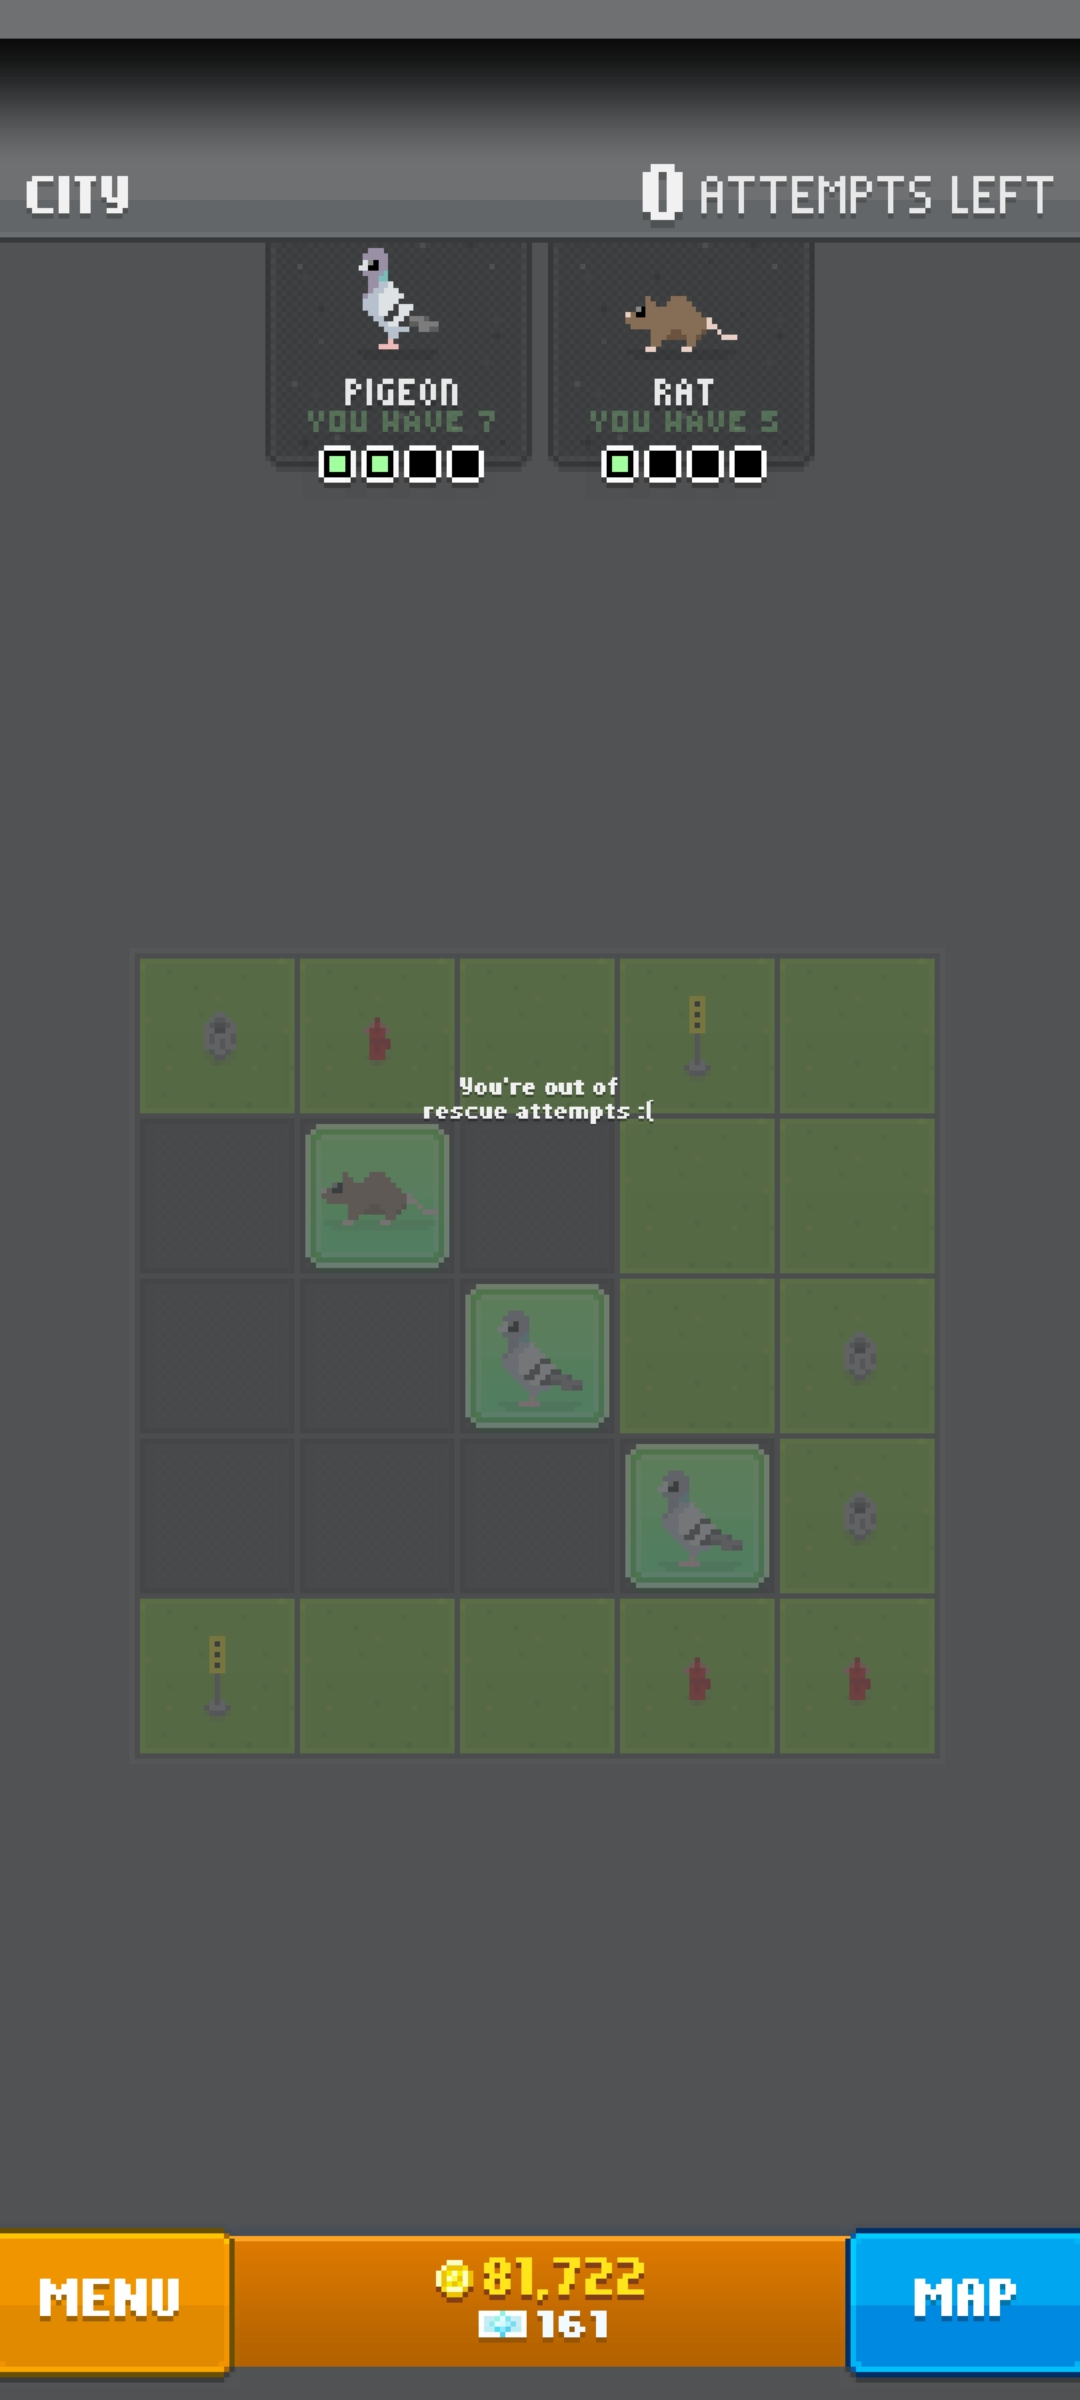 CITY
0 ATTEMPTS LEFT
PIGEON
YOU HAVE 7
RAT
YOU HAVE 5
You're out of
rescue attempts :(
MENU
81,722
161
MAP